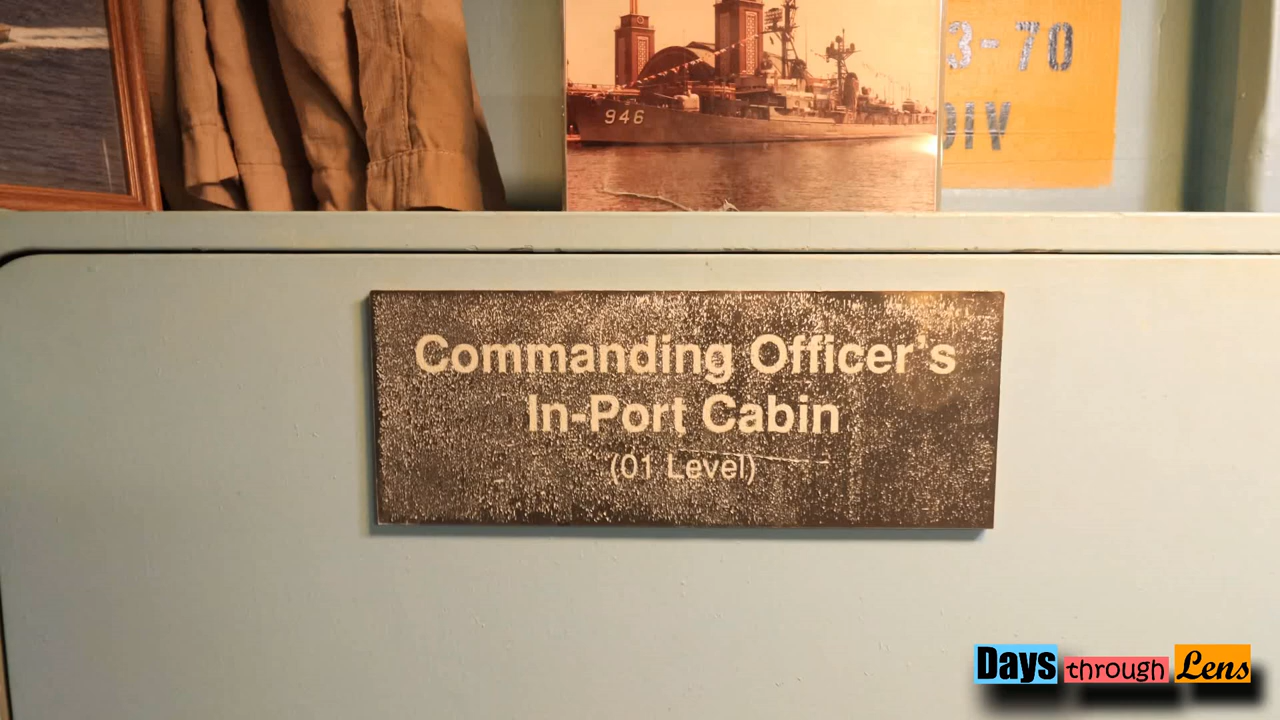 3-70
DIV
946
Commanding Officer's
In-Port Cabin
(01 Level)
Days through Lens